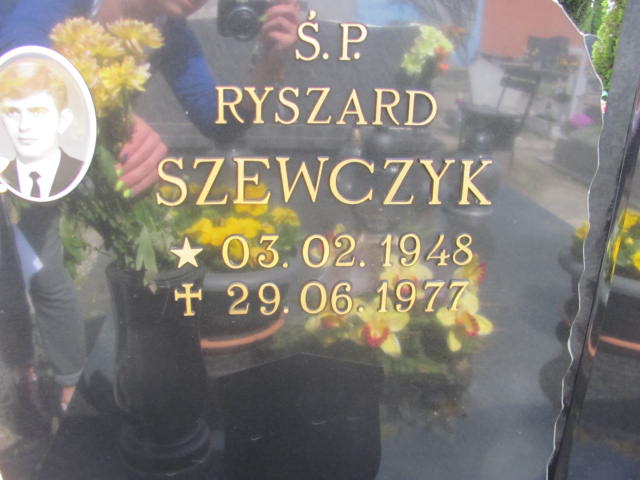 Ś.P.
RYSZARD
SZEWCZYK
★ 03.02.1948
✝ 29.06.1977